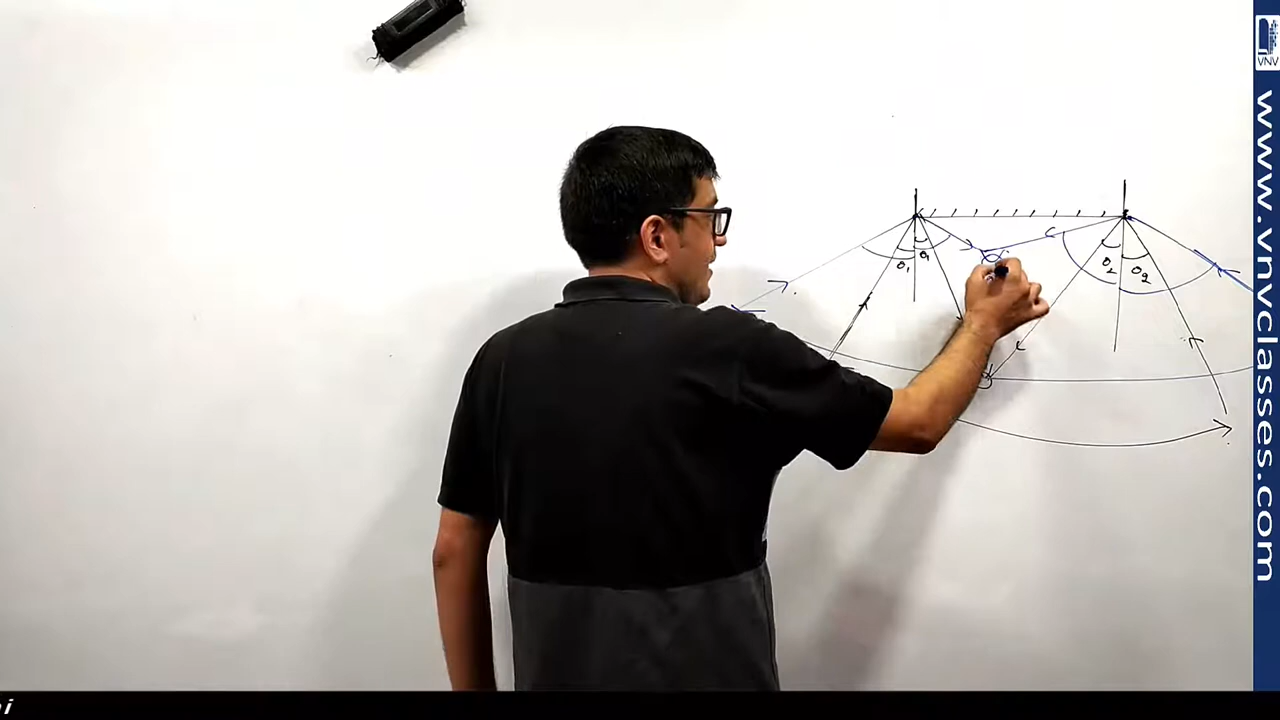 VNV
www.vnvclasses.com
θ₁ θ₁ θ₂ θ₂